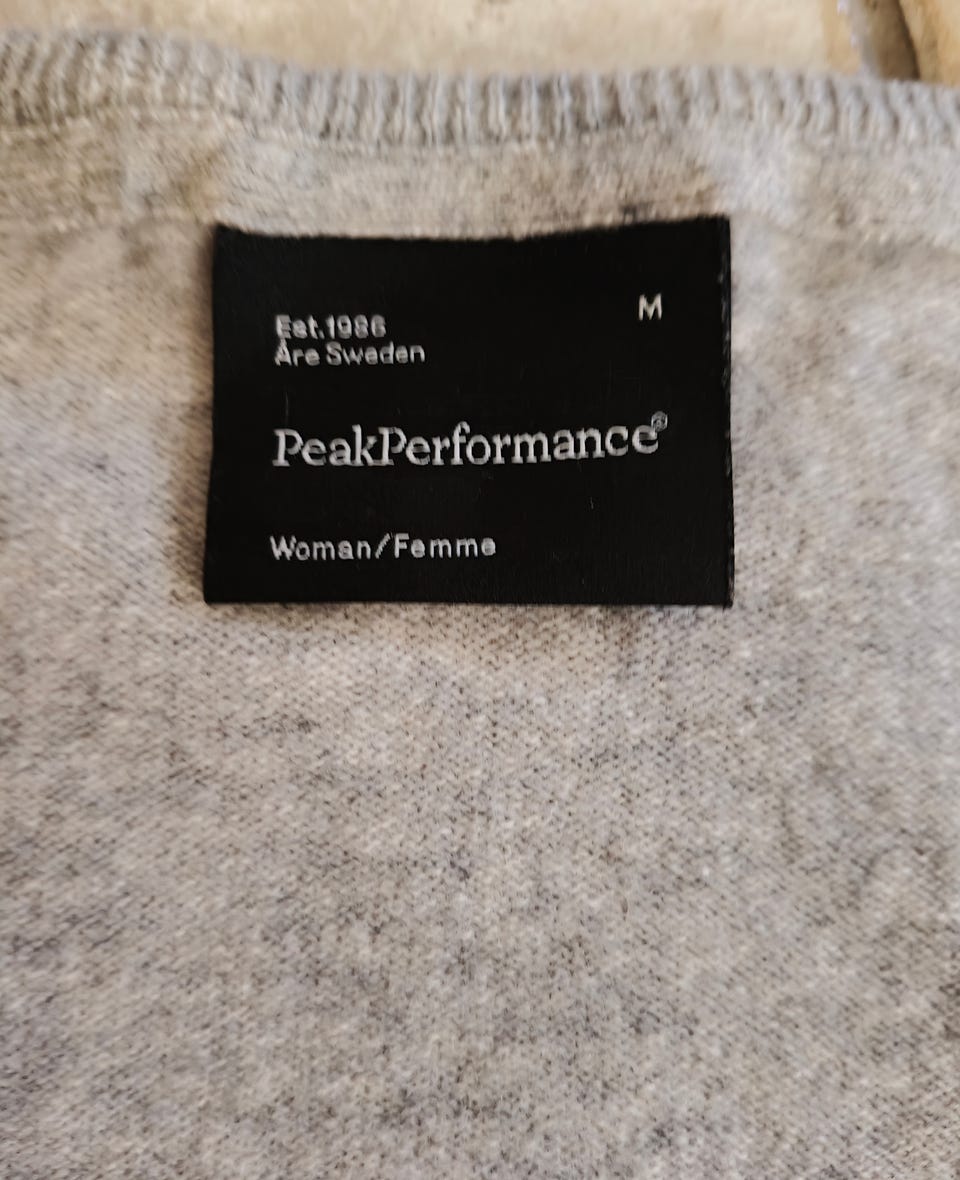 M
Est.1986
Åre Sweden
PeakPerformance®
Woman/Femme